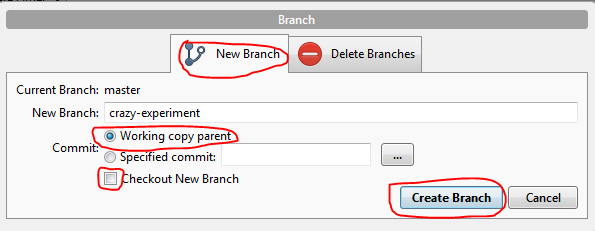 Branch
New Branch
Delete Branches
Current Branch: master
New Branch: crazy-experiment
Commit: Working copy parent
Specified commit: ...
Checkout New Branch
Create Branch Cancel